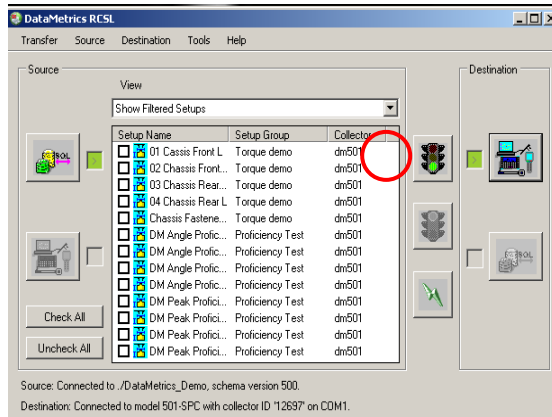 DataMetrics RCSL
Transfer Source Destination Tools Help
Source
Destination
View
Show Filtered Setups
Setup Name Setup Group Collector
01 Cassis Front L Torque demo dm501
02 Chassis Front... Torque demo dm501
03 Chassis Rear... Torque demo dm501
04 Chassis Rear L Torque demo dm501
Chassis Fastene... Torque demo dm501
DM Angle Profic... Proficiency Test dm501
DM Angle Profic... Proficiency Test dm501
DM Angle Profic... Proficiency Test dm501
DM Angle Profic... Proficiency Test dm501
DM Peak Profici... Proficiency Test dm501
DM Peak Profici... Proficiency Test dm501
DM Peak Profici... Proficiency Test dm501
DM Peak Profici... Proficiency Test dm501
SQL
SQL
Check All
Uncheck All
Source: Connected to ./DataMetrics_Demo, schema version 500.
Destination: Connected to model 501-SPC with collector ID '12697' on COM1.